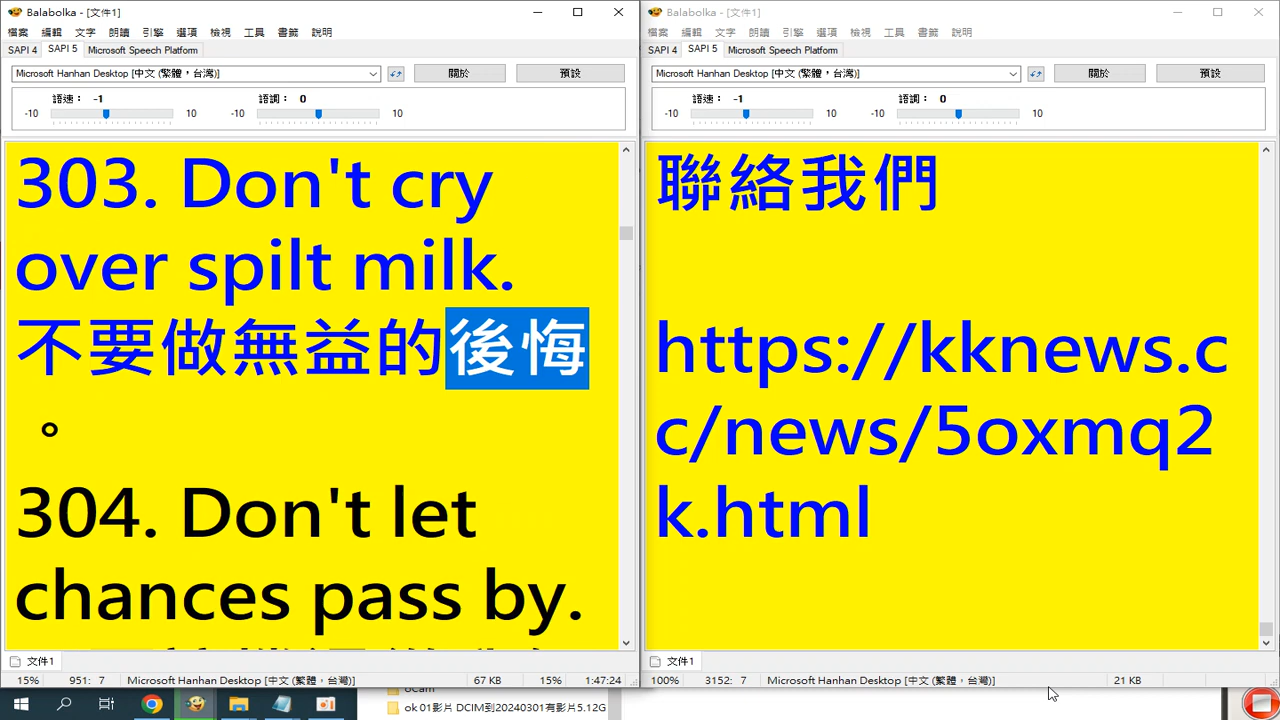 Balabolka - [文件1]
檔案 編輯 文字 朗讀 引擎 選項 檢視 工具 書籤 說明
SAPI 4 SAPI 5 Microsoft Speech Platform
Microsoft Hanhan Desktop [中文 (繁體，台灣)]
關於 預設
語速： -1 語調： 0
-10 10 -10 10
303. Don't cry
over spilt milk.
不要做無益的後悔
。
304. Don't let
chances pass by.
文件1
15% 951: 7 Microsoft Hanhan Desktop [中文 (繁體，台灣)] 67 KB 15% 1:47:24
Balabolka - [文件1]
檔案 編輯 文字 朗讀 引擎 選項 檢視 工具 書籤 說明
SAPI 4 SAPI 5 Microsoft Speech Platform
Microsoft Hanhan Desktop [中文 (繁體，台灣)]
關於 預設
語速： -1 語調： 0
-10 10 -10 10
聯絡我們
https://kknews.c
c/news/5oxmq2
k.html
文件1
100% 3152: 7 Microsoft Hanhan Desktop [中文 (繁體，台灣)] 21 KB
oCam
ok 01影片 DCIM到20240301有影片5.12G